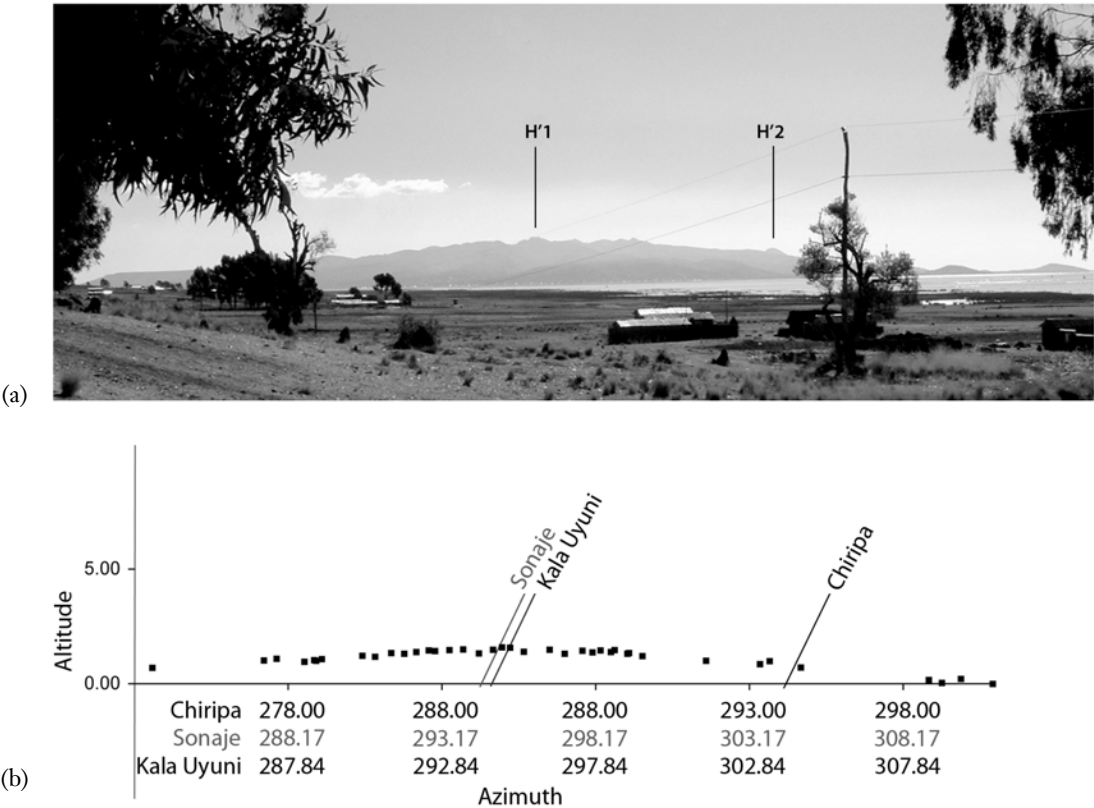 (a)
H'1 H'2
(b)
Altitude
5.00
0.00
Sonaje
Kala Uyuni
Chiripa
Chiripa 278.00 288.00 288.00 293.00 298.00
Sonaje 288.17 293.17 298.17 303.17 308.17
Kala Uyuni 287.84 292.84 297.84 302.84 307.84
Azimuth